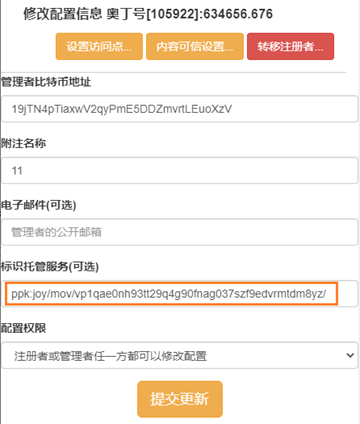 修改配置信息 奥丁号[105922]:634656.676
设置访问点... 内容可信设置... 转移注册者...
管理者比特币地址
19jTN4pTiaxwV2qyPmE5DDZmvrtLEuoXzV
附注名称
11
电子邮件(可选)
管理者的公开邮箱
标识托管服务(可选)
ppk:joy/mov/vp1qae0nh93tt29q4g90fnag037szf9edvrmtdm8yz/
配置权限
注册者或管理者任一方都可以修改配置
提交更新